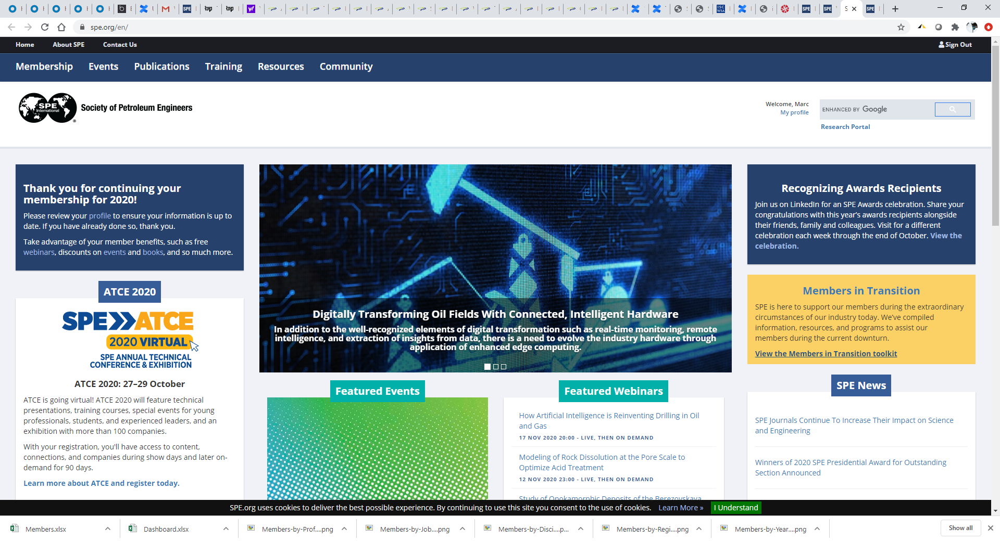 spe.org/en/
Home About SPE Contact Us Sign Out
Membership Events Publications Training Resources Community
SPE
International
Society of Petroleum Engineers
Welcome, Marc
My profile
ENHANCED BY Google
Research Portal
Thank you for continuing your
membership for 2020!
Please review your profile to ensure your information is up to
date. If you have already done so, thank you.
Take advantage of your member benefits, such as free
webinars, discounts on events and books, and so much more.
ATCE 2020
SPE ATCE
2020 VIRTUAL
SPE ANNUAL TECHNICAL
CONFERENCE & EXHIBITION
ATCE 2020: 27–29 October
ATCE is going virtual! ATCE 2020 will feature technical
presentations, training courses, special events for young
professionals, students, and experienced leaders, and an
exhibition with more than 100 companies.
With your registration, you'll have access to content,
connections, and companies during show days and later on-
demand for 90 days.
Learn more about ATCE and register today.
Digitally Transforming Oil Fields With Connected, Intelligent Hardware
In addition to the well-recognized elements of digital transformation such as real-time monitoring, remote
intelligence, and extraction of insights from data, there is a need to evolve the industry hardware through
application of enhanced edge computing.
Featured Events
Featured Webinars
How Artificial Intelligence is Reinventing Drilling in Oil
and Gas
17 NOV 2020 20:00 - LIVE, THEN ON DEMAND
Modeling of Rock Dissolution at the Pore Scale to
Optimize Acid Treatment
12 NOV 2020 23:00 - LIVE, THEN ON DEMAND
Study of Opokamorphic Deposits of the Berezovskaya
Recognizing Awards Recipients
Join us on LinkedIn for an SPE Awards celebration. Share your
congratulations with this year's awards recipients alongside
their friends, family and colleagues. Visit for a different
celebration each week through the end of October. View the
celebration.
Members in Transition
SPE is here to support our members during the extraordinary
circumstances of our industry today. We've compiled
information, resources, and programs to assist our
members during the current downturn.
View the Members in Transition toolkit
SPE News
SPE Journals Continue To Increase Their Impact on Science
and Engineering
Winners of 2020 SPE Presidential Award for Outstanding
Section Announced
SPE.org uses cookies to deliver the best possible experience. By continuing to use this site you consent to the use of cookies. Learn More » I Understand
Members.xlsx Dashboard.xlsx Members-by-Prof....png Members-by-Job....png Members-by-Disci....p... Members-by-Regi....png Members-by-Year....png Show all